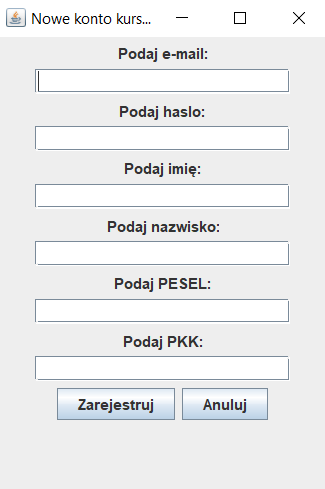 Nowe konto kurs...
Podaj e-mail:
Podaj haslo:
Podaj imię:
Podaj nazwisko:
Podaj PESEL:
Podaj PKK:
Zarejestruj Anuluj